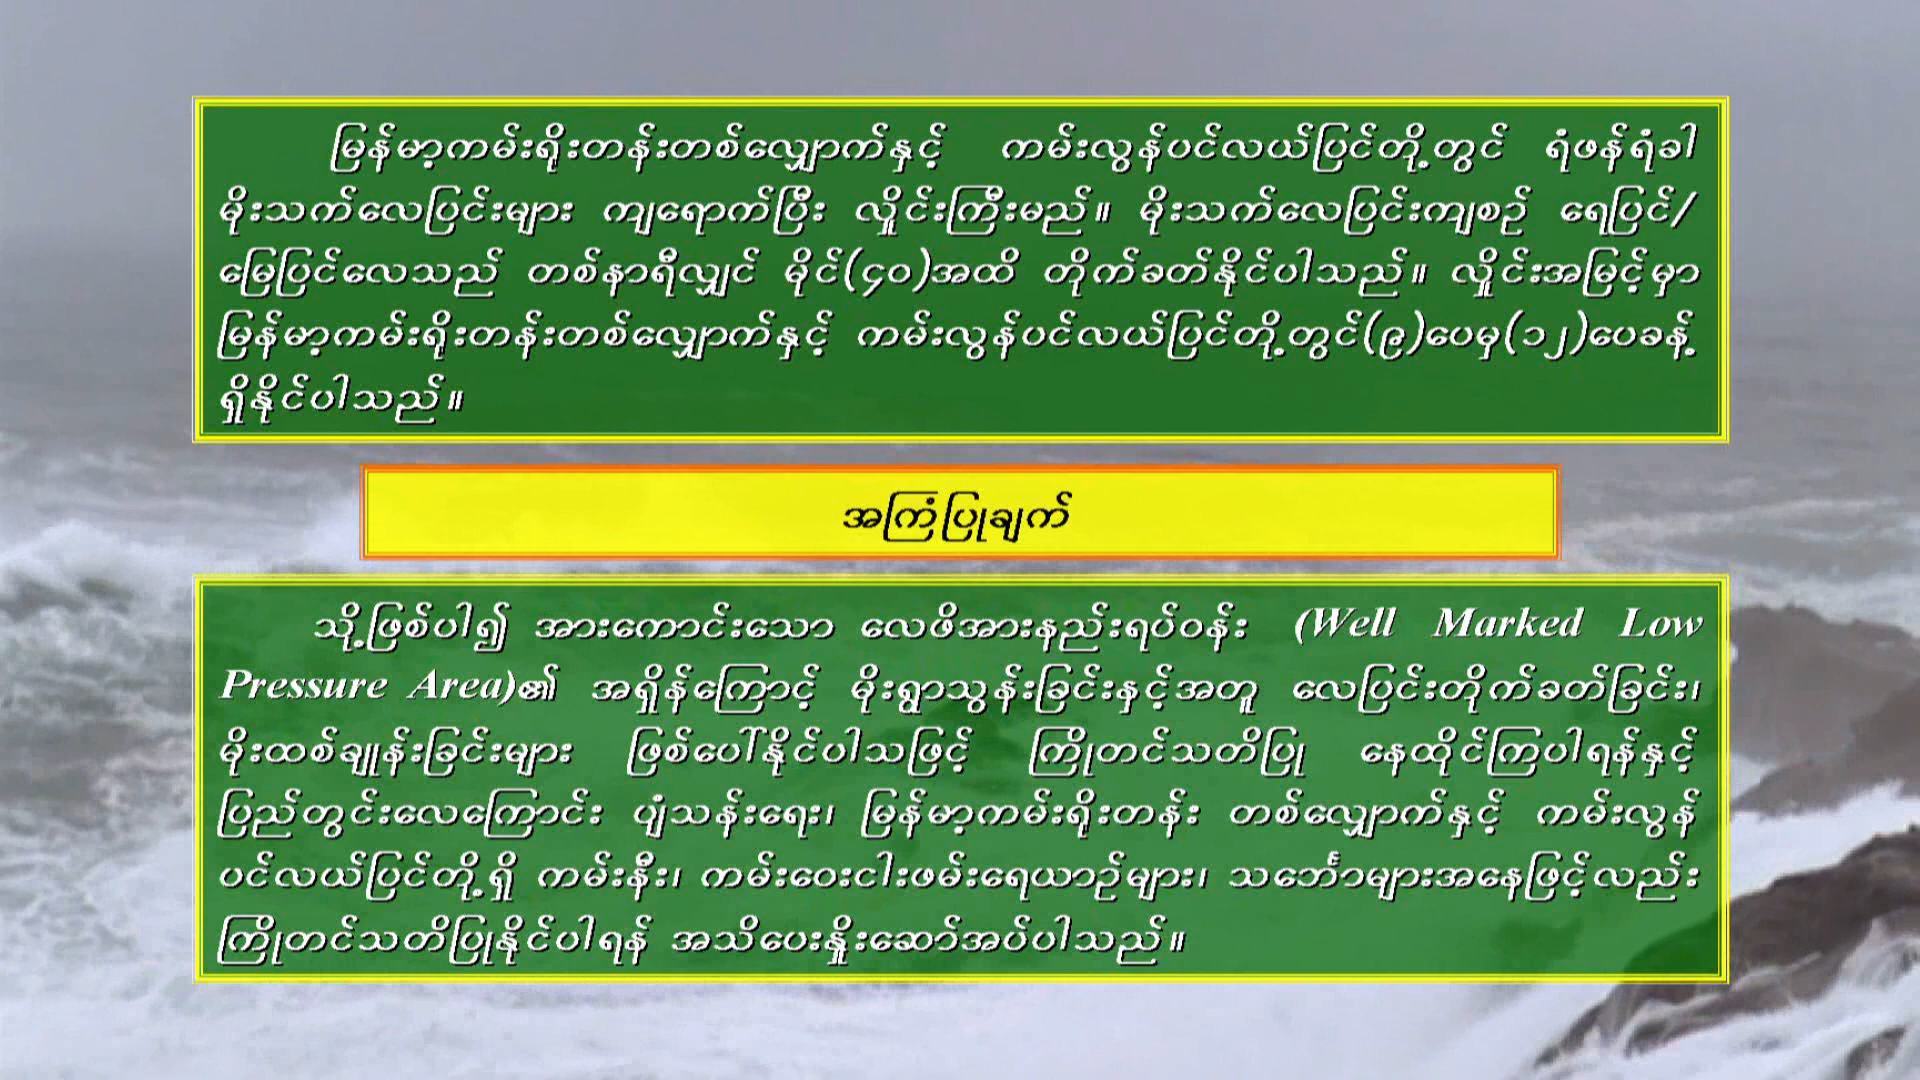 မြန်မာ့ကမ်းရိုးတန်းတစ်လျှောက်နှင့် ကမ်းလွန်ပင်လယ်ပြင်တို့တွင် ရံဖန်ရံခါ
မိုးသက်လေပြင်းများ ကျရောက်ပြီး လှိုင်းကြီးမည်။ မိုးသက်လေပြင်းကျစဉ် ရေပြင်/
မြေပြင်လေသည် တစ်နာရီလျှင် မိုင်(၄၀)အထိ တိုက်ခတ်နိုင်ပါသည်။ လှိုင်းအမြင့်မှာ
မြန်မာ့ကမ်းရိုးတန်းတစ်လျှောက်နှင့် ကမ်းလွန်ပင်လယ်ပြင်တို့တွင်(၉)ပေမှ(၁၂)ပေခန့်
ရှိနိုင်ပါသည်။
အကြံပြုချက်
သို့ဖြစ်ပါ၍ အားကောင်းသော လေဖိအားနည်းရပ်ဝန်း (Well Marked Low
Pressure Area)၏ အရှိန်ကြောင့် မိုးရွာသွန်းခြင်းနှင့်အတူ လေပြင်းတိုက်ခတ်ခြင်း၊
မိုးထစ်ချုန်းခြင်းများ ဖြစ်ပေါ်နိုင်ပါသဖြင့် ကြိုတင်သတိပြု နေထိုင်ကြပါရန်နှင့်
ပြည်တွင်းလေကြောင်း ပျံသန်းရေး၊ မြန်မာ့ကမ်းရိုးတန်း တစ်လျှောက်နှင့် ကမ်းလွန်
ပင်လယ်ပြင်တို့ရှိ ကမ်းနီး၊ ကမ်းဝေးငါးဖမ်းရေယာဉ်များ၊ သင်္ဘောများအနေဖြင့်လည်း
ကြိုတင်သတိပြုနိုင်ပါရန် အသိပေးနှိုးဆော်အပ်ပါသည်။